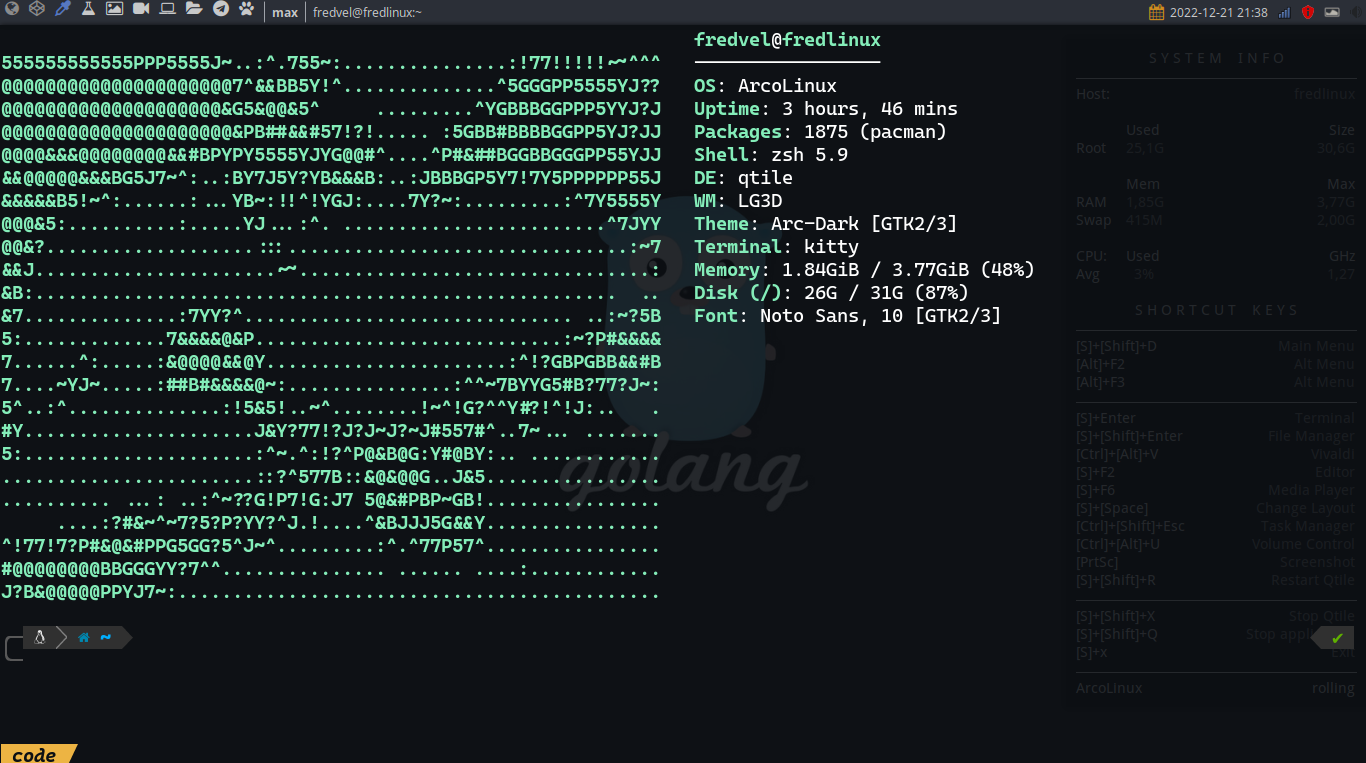 max fredvel@fredlinux:~ 2022-12-21 21:38
fredvel@fredlinux
OS: ArcoLinux
Uptime: 3 hours, 46 mins
Packages: 1875 (pacman)
Shell: zsh 5.9
DE: qtile
WM: LG3D
Theme: Arc-Dark [GTK2/3]
Terminal: kitty
Memory: 1.84GiB / 3.77GiB (48%)
Disk (/): 26G / 31G (87%)
Font: Noto Sans, 10 [GTK2/3]
golang
SYSTEM INFO
Host: fredlinux
Used Size
Root 25,1G 30,6G
Mem Max
RAM 1,85G 3,77G
Swap 415M 2,00G
CPU: Used GHz
Avg 3% 1.27
SHORTCUT KEYS
[S]+[Shift]+D Main Menu
[Alt]+F2 Alt Menu
[Alt]+F3 Alt Menu
[S]+Enter Terminal
[S]+[Shift]+Enter File Manager
[Ctrl]+[Alt]+V Vivaldi
[S]+F2 Editor
[S]+F6 Media Player
[S]+[Space] Change Layout
[Ctrl]+[Shift]+Esc Task Manager
[Ctrl]+[Alt]+U Volume Control
[PrtSc] Screenshot
[S]+[Shift]+R Restart Qtile
[S]+[Shift]+X Stop Qtile
[S]+[Shift]+Q Stop
[S]+x Exit
ArcoLinux rolling
~
code